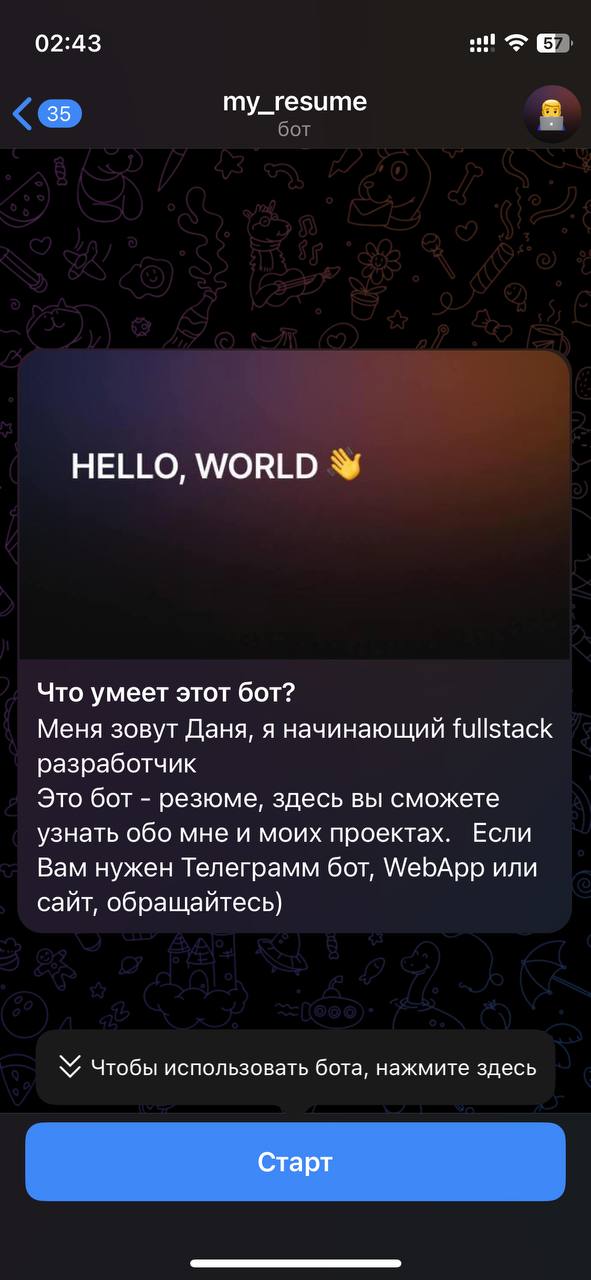 02:43
57
35
my_resume
бот
HELLO, WORLD 👋
Что умеет этот бот?
Меня зовут Даня, я начинающий fullstack
разработчик
Это бот - резюме, здесь вы сможете
узнать обо мне и моих проектах.   Если
Вам нужен Телеграмм бот, WebApp или
сайт, обращайтесь)
Чтобы использовать бота, нажмите здесь
Старт